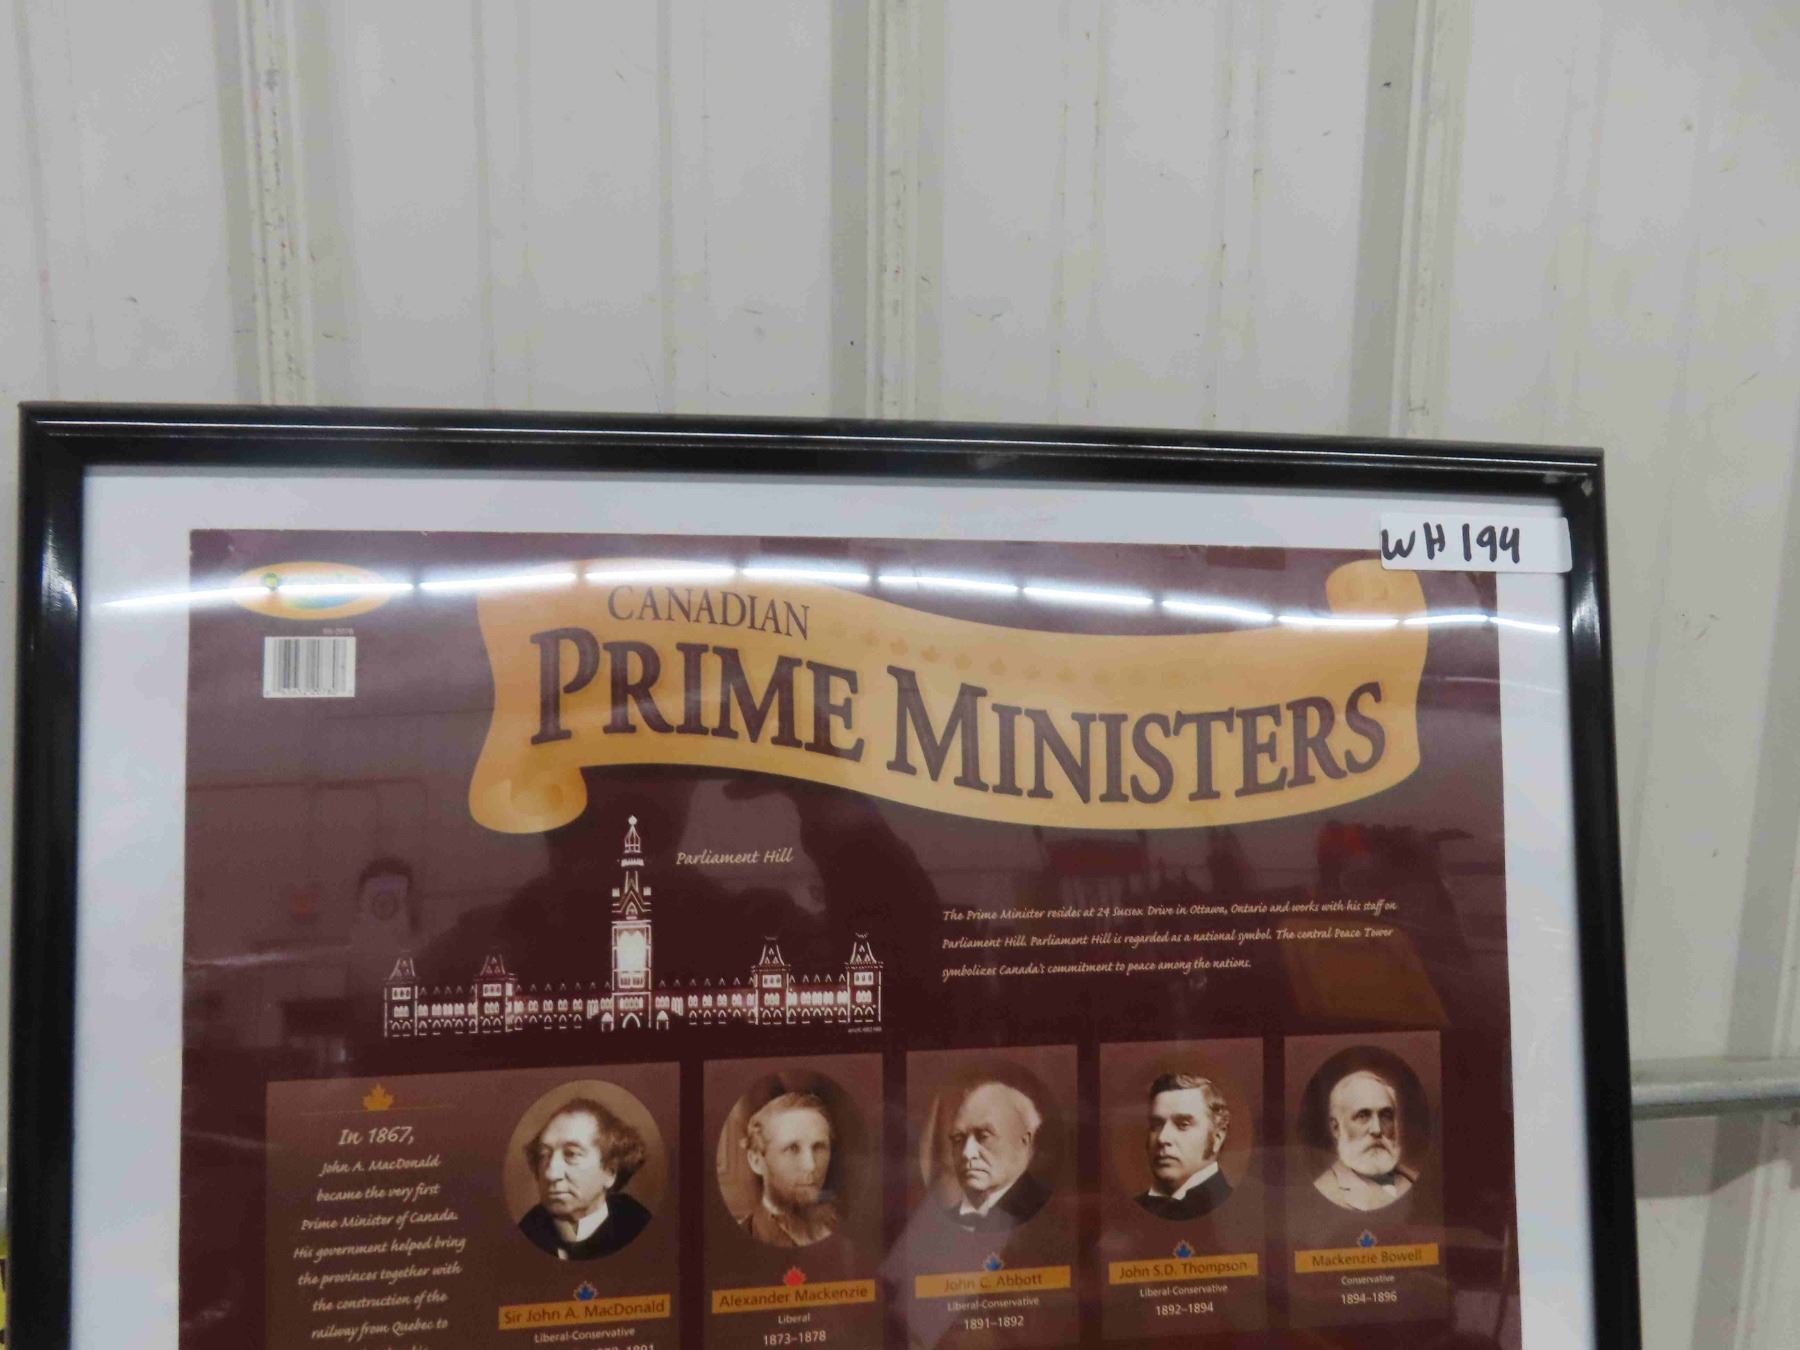 WH 194
CANADIAN
PRIME MINISTERS
Parliament Hill
The Prime Minister resides at 24 Sussex Drive in Ottawa, Ontario and works with his staff on
Parliament Hill. Parliament Hill is regarded as a national symbol. The central Peace Tower
symbolizes Canada's commitment to peace among the nations.
In 1867,
John A. MacDonald
became the very first
Prime Minister of Canada.
His government helped bring
the provinces together with
the construction of the
railway from Quebec to
Sir John A. MacDonald
Liberal-Conservative
1891
Alexander Mackenzie
Liberal
1873–1878
John C. Abbott
Liberal-Conservative
1891–1892
John S.D. Thompson
Liberal-Conservative
1892–1894
Mackenzie Bowell
Conservative
1894–1896